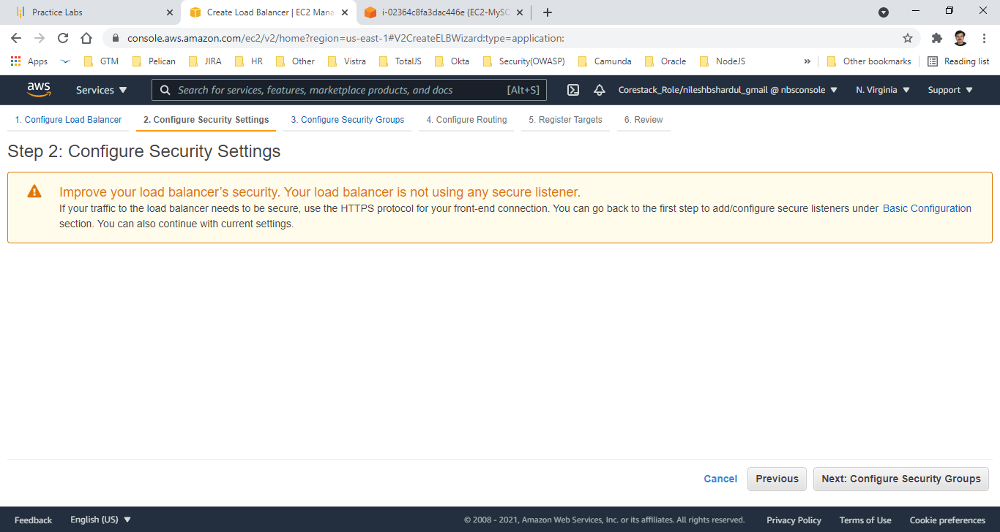 Practice Labs
Create Load Balancer | EC2 Mana
i-02364c8fa3dac446e (EC2-MySC
console.aws.amazon.com/ec2/v2/home?region=us-east-1#V2CreateELBWizard:type=application:
Apps GTM Pelican JIRA HR Other Vistra TotalJS Okta Security(OWASP) Camunda Oracle NodeJS » Other bookmarks Reading list
aws Services Search for services, features, marketplace products, and docs [Alt+S] Corestack_Role/nileshbshardul_gmail @ nbsconsole N. Virginia Support
1. Configure Load Balancer 2. Configure Security Settings 3. Configure Security Groups 4. Configure Routing 5. Register Targets 6. Review
Step 2: Configure Security Settings
Improve your load balancer's security. Your load balancer is not using any secure listener.
If your traffic to the load balancer needs to be secure, use the HTTPS protocol for your front-end connection. You can go back to the first step to add/configure secure listeners under Basic Configuration
section. You can also continue with current settings.
Cancel Previous Next: Configure Security Groups
Feedback English (US) © 2008 - 2021, Amazon Web Services, Inc. or its affiliates. All rights reserved. Privacy Policy Terms of Use Cookie preferences